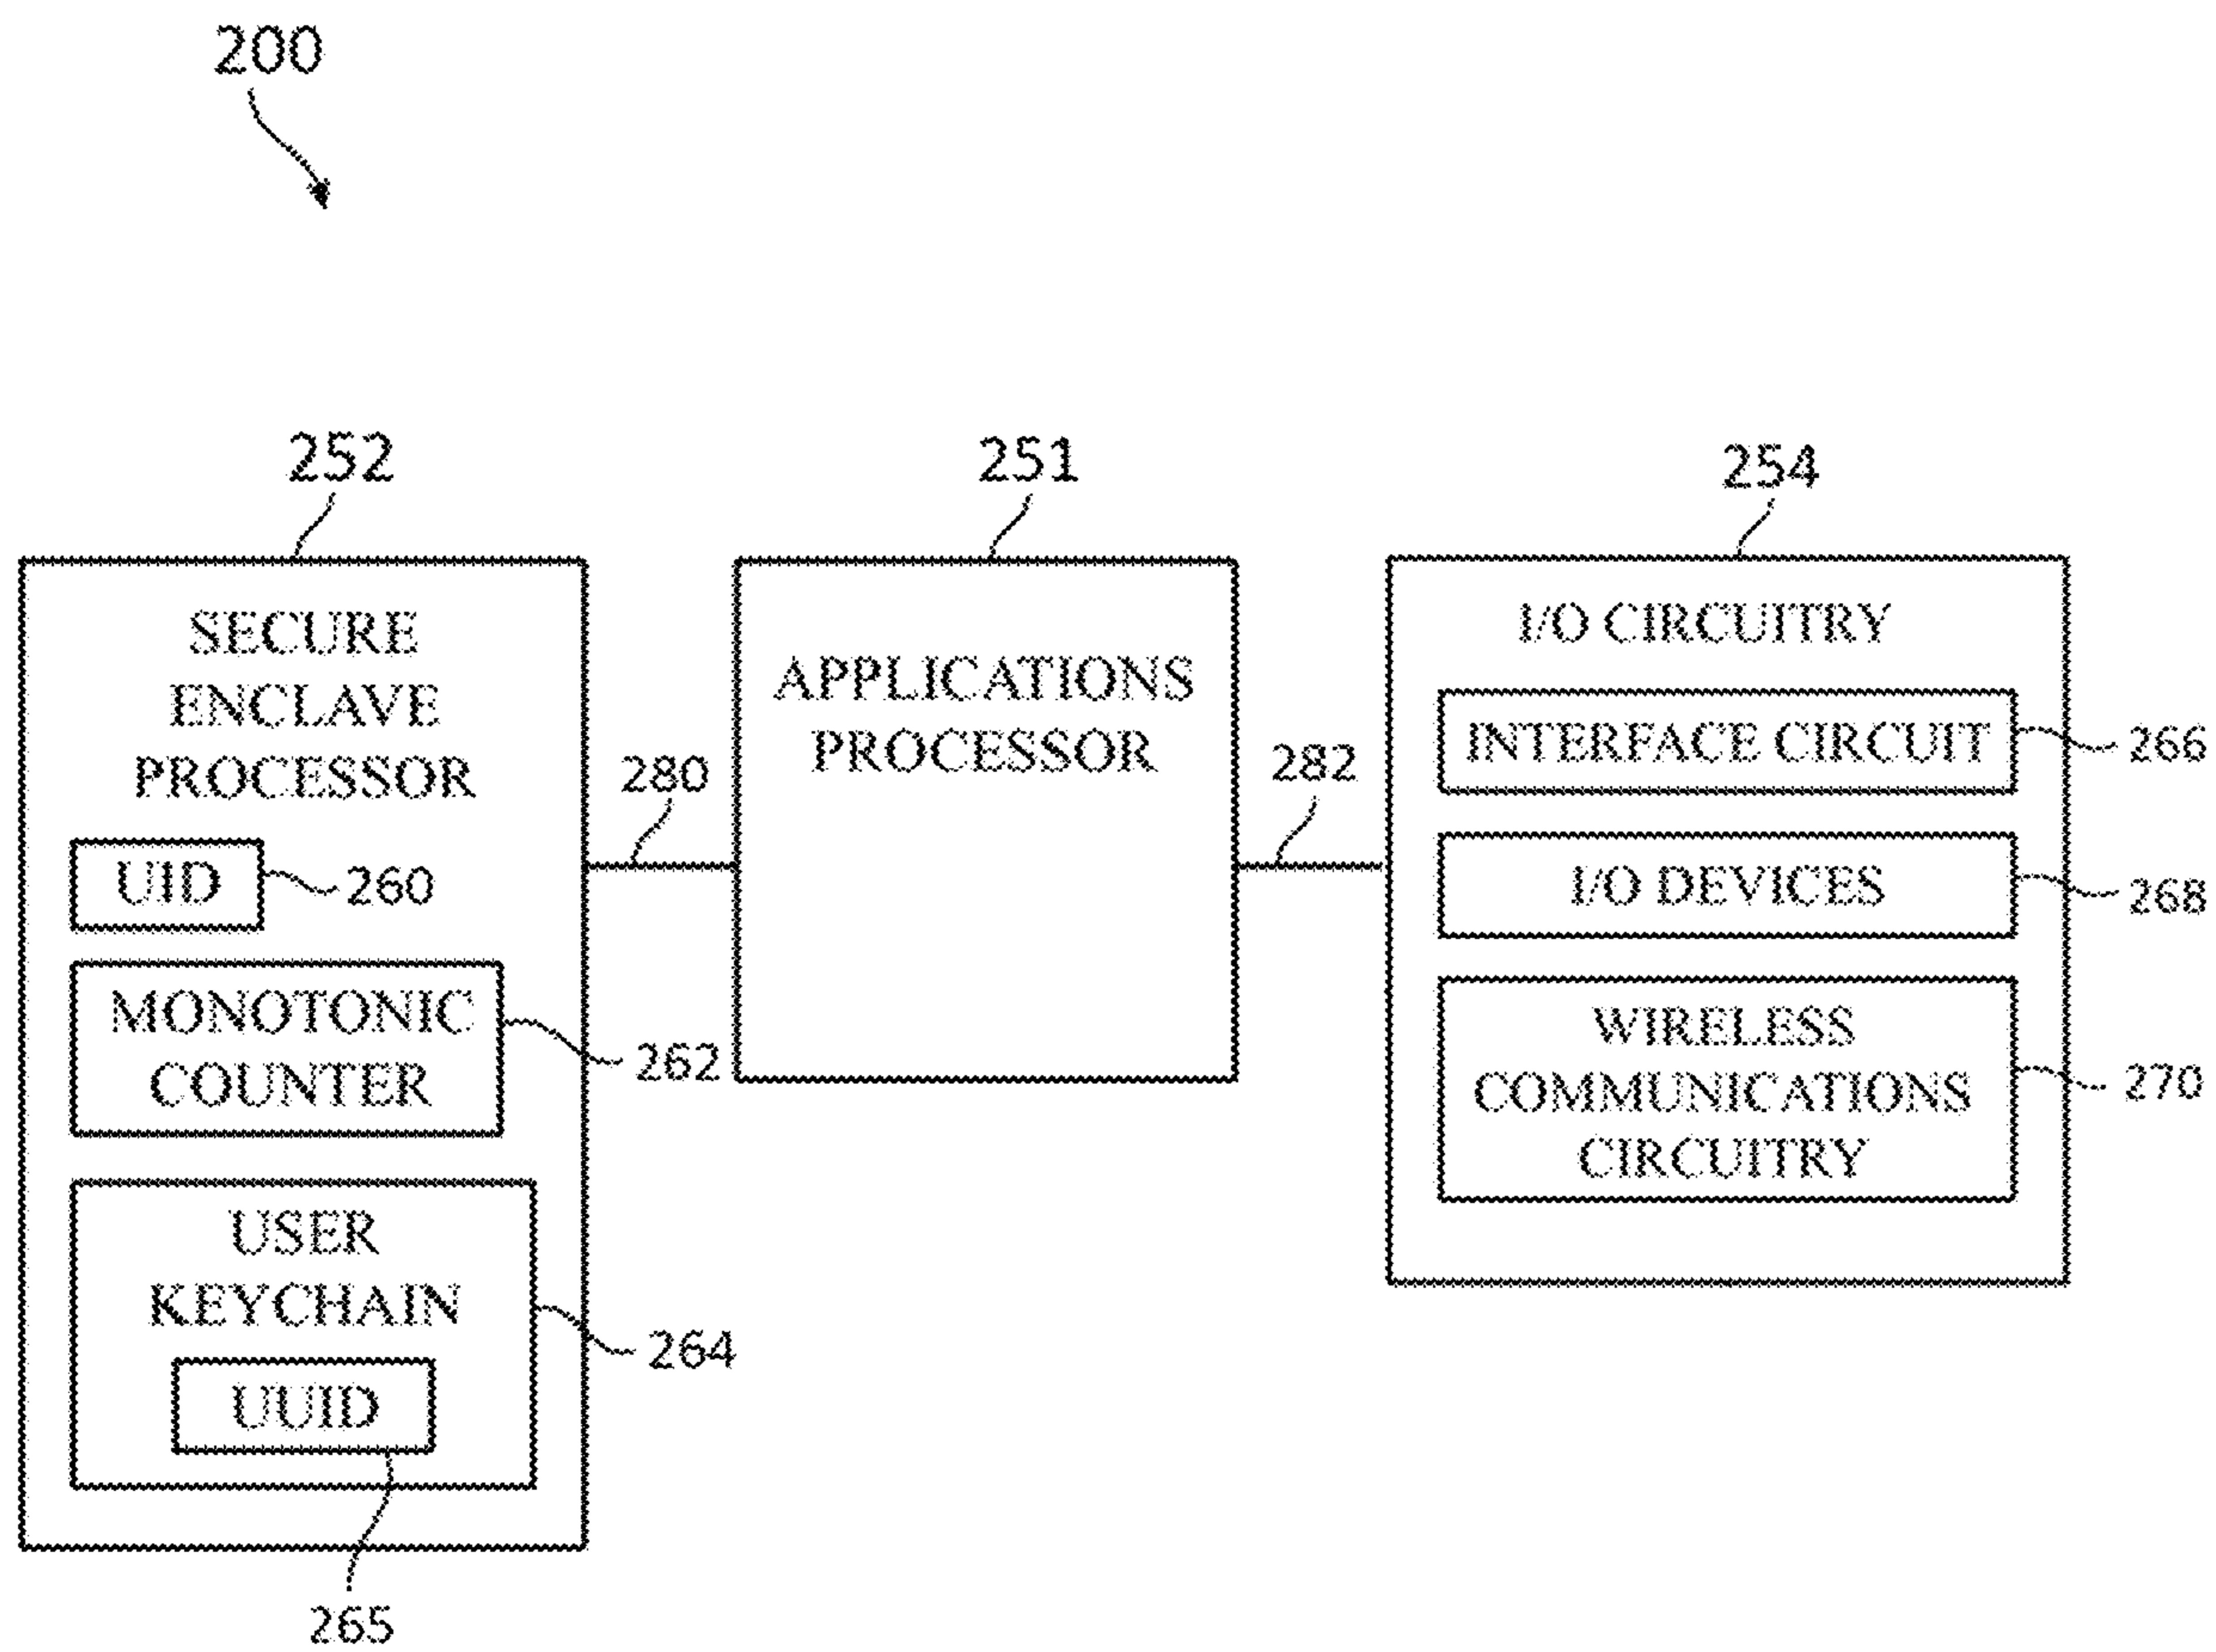 200
252
SECURE
ENCLAVE
PROCESSOR
UID
260
MONOTONIC
COUNTER
262
USER
KEYCHAIN
264
UUID
265
280
251
APPLICATIONS
PROCESSOR
282
254
I/O CIRCUITRY
INTERFACE CIRCUIT
266
I/O DEVICES
268
WIRELESS
COMMUNICATIONS
CIRCUITRY
270